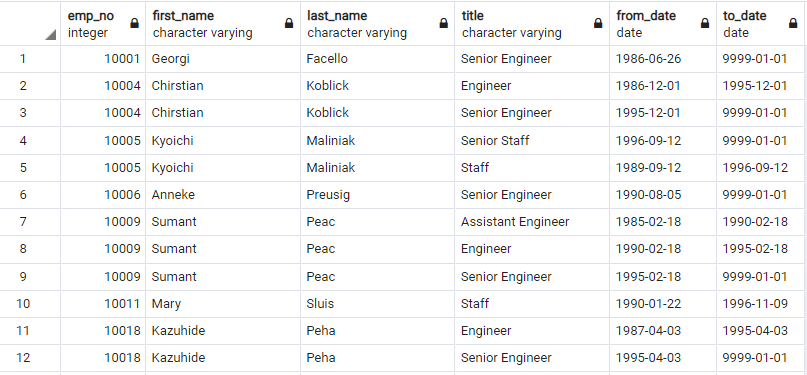 emp_no first_name last_name title from_date to_date
integer character varying character varying character varying date date
1 10001 Georgi Facello Senior Engineer 1986-06-26 9999-01-01
2 10004 Chirstian Koblick Engineer 1986-12-01 1995-12-01
3 10004 Chirstian Koblick Senior Engineer 1995-12-01 9999-01-01
4 10005 Kyoichi Maliniak Senior Staff 1996-09-12 9999-01-01
5 10005 Kyoichi Maliniak Staff 1989-09-12 1996-09-12
6 10006 Anneke Preusig Senior Engineer 1990-08-05 9999-01-01
7 10009 Sumant Peac Assistant Engineer 1985-02-18 1990-02-18
8 10009 Sumant Peac Engineer 1990-02-18 1995-02-18
9 10009 Sumant Peac Senior Engineer 1995-02-18 9999-01-01
10 10011 Mary Sluis Staff 1990-01-22 1996-11-09
11 10018 Kazuhide Peha Engineer 1987-04-03 1995-04-03
12 10018 Kazuhide Peha Senior Engineer 1995-04-03 9999-01-01